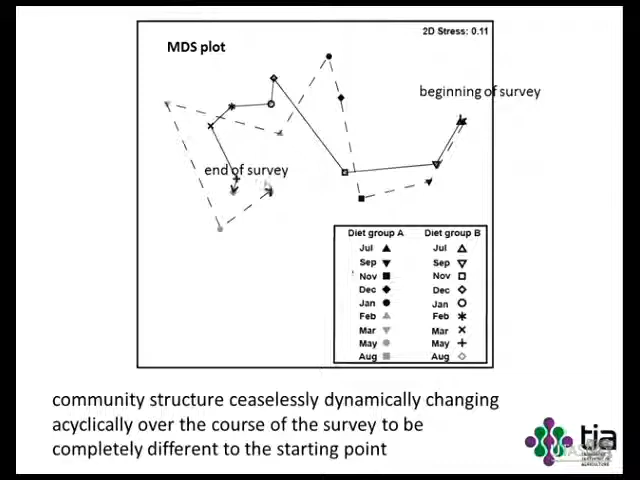 2D Stress: 0.11
MDS plot
beginning of survey
end of survey
Diet group A Diet group B
Jul Jul
Sep Sep
Nov Nov
Dec Dec
Jan Jan
Feb Feb
Mar Mar
May May
Aug Aug
community structure ceaselessly dynamically changing
acyclically over the course of the survey to be
completely different to the starting point
tia